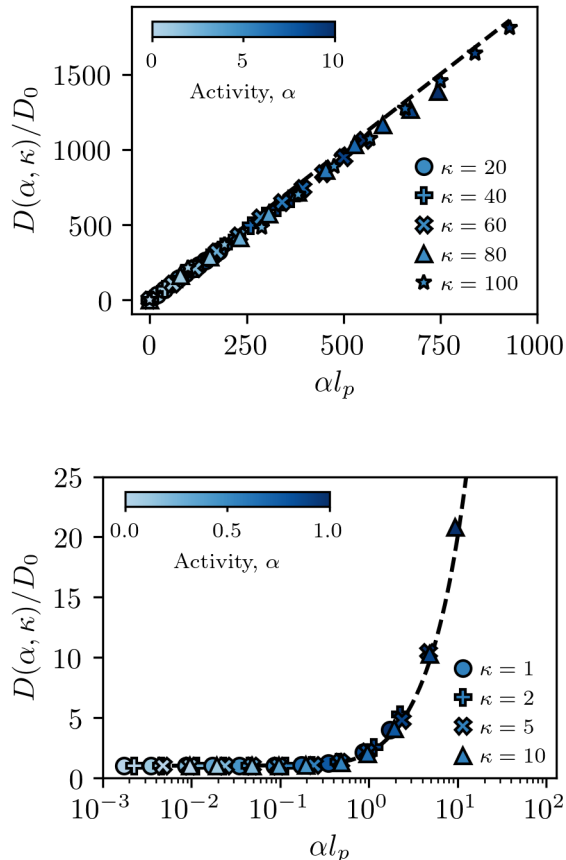 0 5 10
Activity, α
1500
1000
500
0
D(α, κ)/D₀
κ = 20
κ = 40
κ = 60
κ = 80
κ = 100
0 250 500 750 1000
αlₚ
25
20
15
10
5
0
D(α, κ)/D₀
0.0 0.5 1.0
Activity, α
κ = 1
κ = 2
κ = 5
κ = 10
10⁻³ 10⁻² 10⁻¹ 10⁰ 10¹ 10²
αlₚ